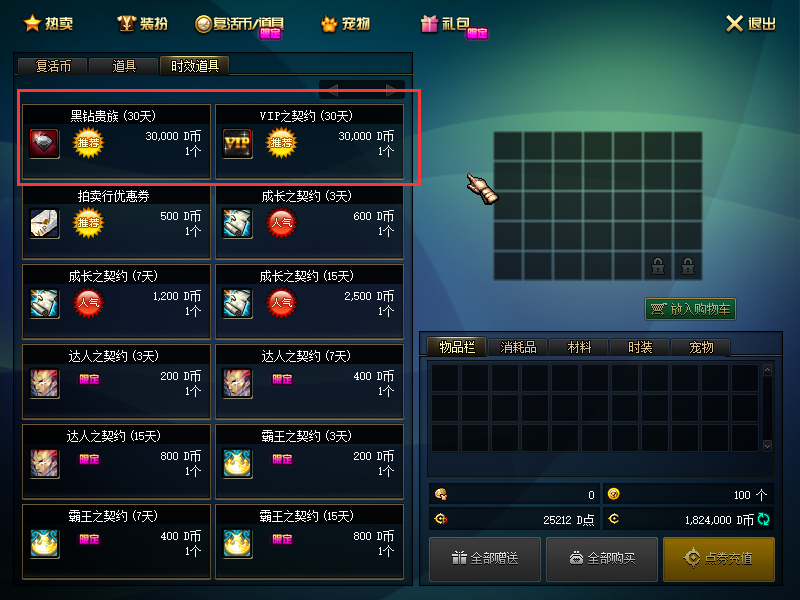 热卖
装扮
复活币/道具
限定
宠物
礼包
限定
退出
复活币
道具
时效道具
黑钻贵族 (30天)
推荐
30,000 D币
1个
VIP之契约 (30天)
VIP
推荐
30,000 D币
1个
拍卖行优惠券
推荐
500 D币
1个
成长之契约 (3天)
人气
600 D币
1个
成长之契约 (7天)
人气
1,200 D币
1个
成长之契约 (15天)
人气
2,500 D币
1个
达人之契约 (3天)
限定
200 D币
1个
达人之契约 (7天)
限定
400 D币
1个
达人之契约 (15天)
限定
800 D币
1个
霸王之契约 (3天)
限定
200 D币
1个
霸王之契约 (7天)
限定
400 D币
1个
霸王之契约 (15天)
限定
800 D币
1个
放入购物车
物品栏
消耗品
材料
时装
宠物
0
100 个
25212 D点
1,824,000 D币
全部赠送
全部购买
点券充值